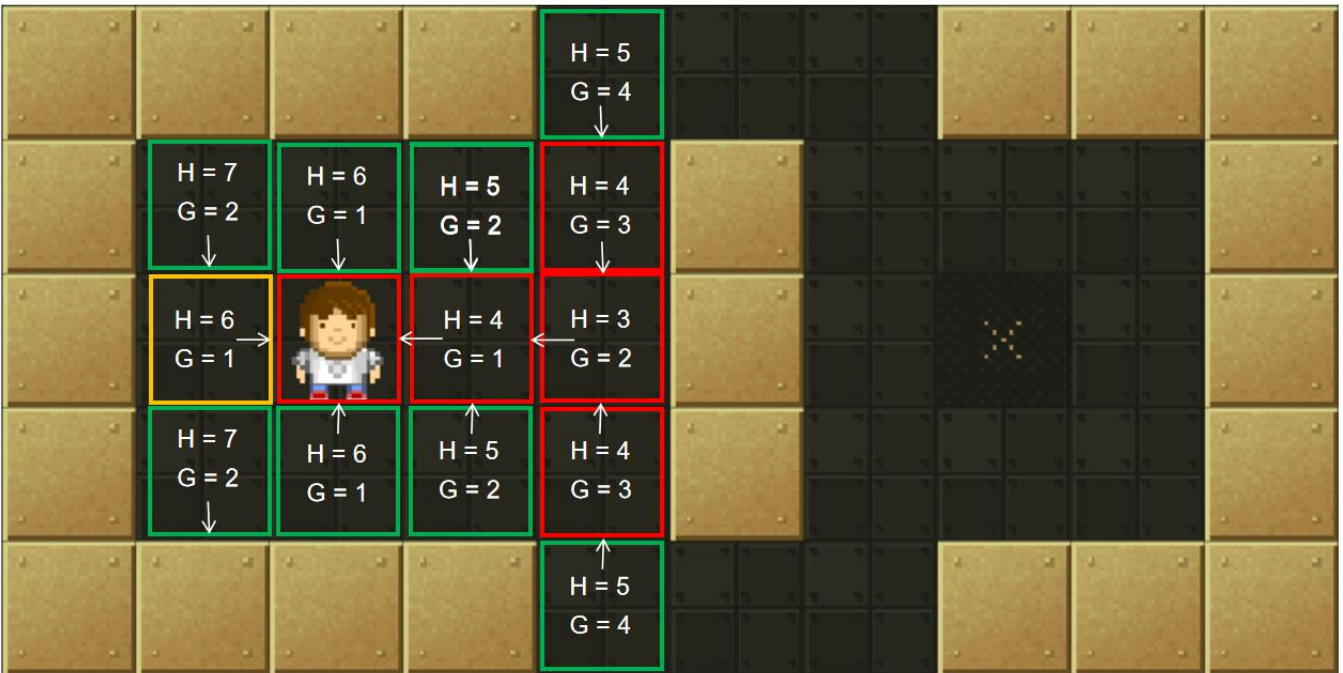 H = 5
G = 4
H = 7
G = 2
H = 6
G = 1
H = 5
G = 2
H = 4
G = 3
H = 6
G = 1
H = 4
G = 1
H = 3
G = 2
H = 7
G = 2
H = 6
G = 1
H = 5
G = 2
H = 4
G = 3
H = 5
G = 4